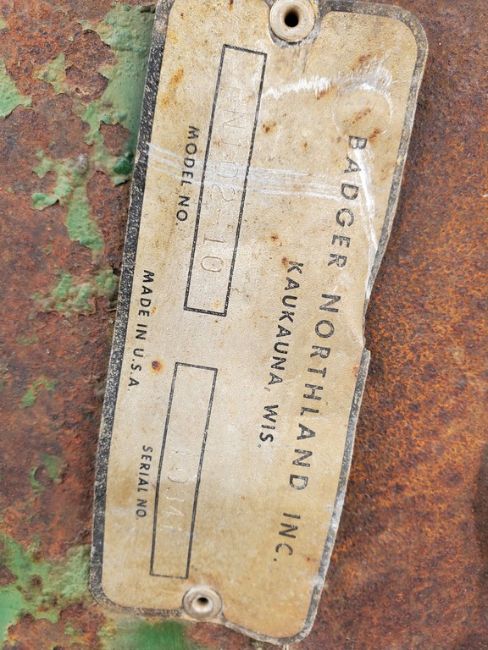 BADGER NORTHLAND INC.
KAUKAUNA, WIS.
MODEL NO.
SERIAL NO.
MADE IN U.S.A.